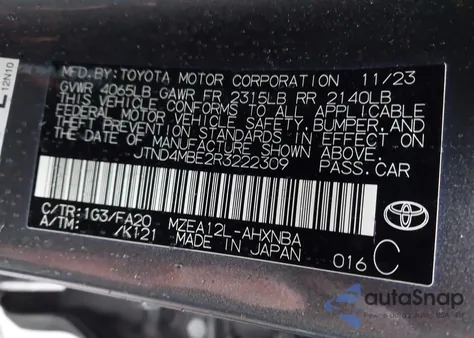 12N10
MFD.BY: TOYOTA MOTOR CORPORATION 11/23
GVWR 4065LB GAWR FR 2315LB RR 2140LB
THIS VEHICLE CONFORMS TO ALL APPLICABLE
FEDERAL MOTOR VEHICLE SAFETY,BUMPER,AND
THEFT PREVENTION STANDARDS IN EFFECT ON
THE DATE OF MANUFACTURE SHOWN ABOVE.
JTND4MBE2R3222309 PASS.CAR
C/TR:1G3/FA20 MZEA12L-AHXNBA
A/TM: /K121 MADE IN JAPAN 016 C
autoSnap